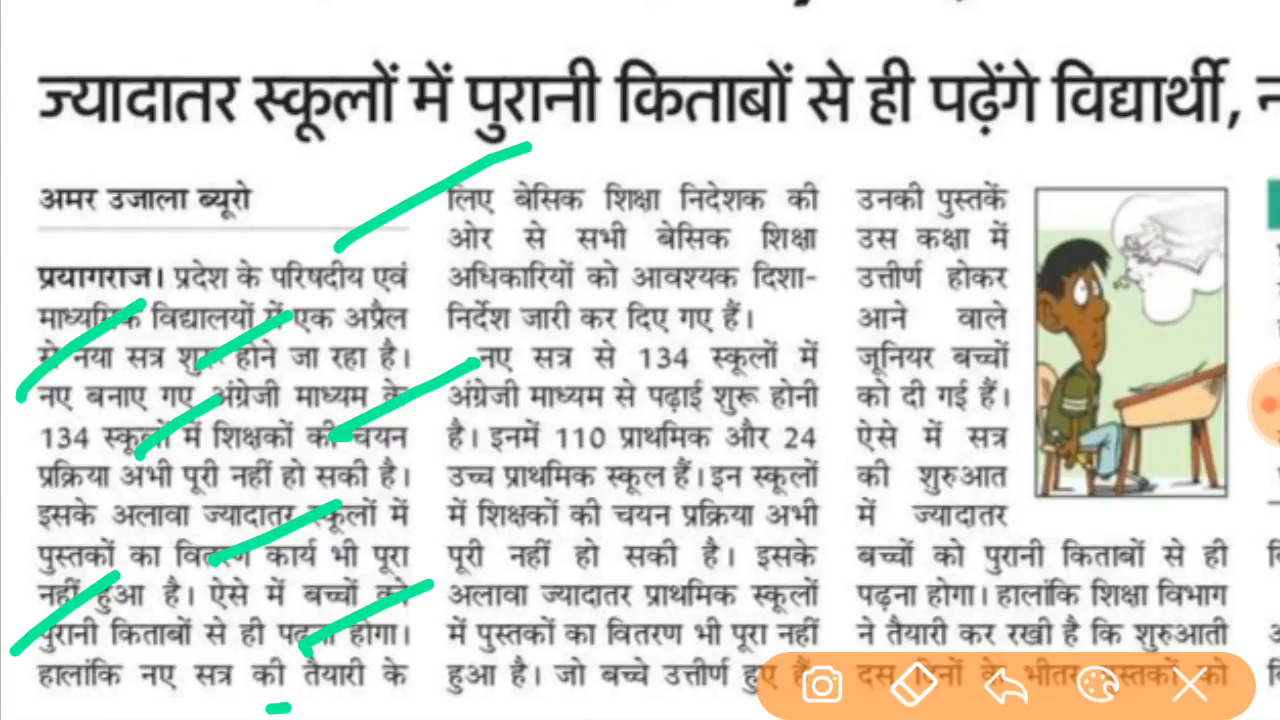 ज्यादातर स्कूलों में पुरानी किताबों से ही पढ़ेंगे विद्यार्थी,
अमर उजाला ब्यूरो
प्रयागराज। प्रदेश के परिषदीय एवं
माध्यमिक विद्यालयों में एक अप्रैल
से नया सत्र शुरू होने जा रहा है।
नए बनाए गए अंग्रेजी माध्यम के
134 स्कूलों में शिक्षकों की चयन
प्रक्रिया अभी पूरी नहीं हो सकी है।
इसके अलावा ज्यादातर स्कूलों में
पुस्तकों का वितरण कार्य भी पूरा
नहीं हुआ है। ऐसे में बच्चों को
पुरानी किताबों से ही पढ़ना होगा।
हालांकि नए सत्र की तैयारी के
लिए बेसिक शिक्षा निदेशक की
ओर से सभी बेसिक शिक्षा
अधिकारियों को आवश्यक दिशा-
निर्देश जारी कर दिए गए हैं।
नए सत्र से 134 स्कूलों में
अंग्रेजी माध्यम से पढ़ाई शुरू होनी
है। इनमें 110 प्राथमिक और 24
उच्च प्राथमिक स्कूल हैं। इन स्कूलों
में शिक्षकों की चयन प्रक्रिया अभी
पूरी नहीं हो सकी है। इसके
अलावा ज्यादातर प्राथमिक स्कूलों
में पुस्तकों का वितरण भी पूरा नहीं
हुआ है। जो बच्चे उत्तीर्ण हुए हैं
उनकी पुस्तकें
उस कक्षा में
उत्तीर्ण होकर
आने वाले
जूनियर बच्चों
को दी गई हैं।
ऐसे में सत्र
की शुरुआत
में ज्यादातर
बच्चों को पुरानी किताबों से ही
पढ़ना होगा। हालांकि शिक्षा विभाग
ने तैयारी कर रखी है कि शुरुआती
दस दिनों के भीतर पुस्तकों को